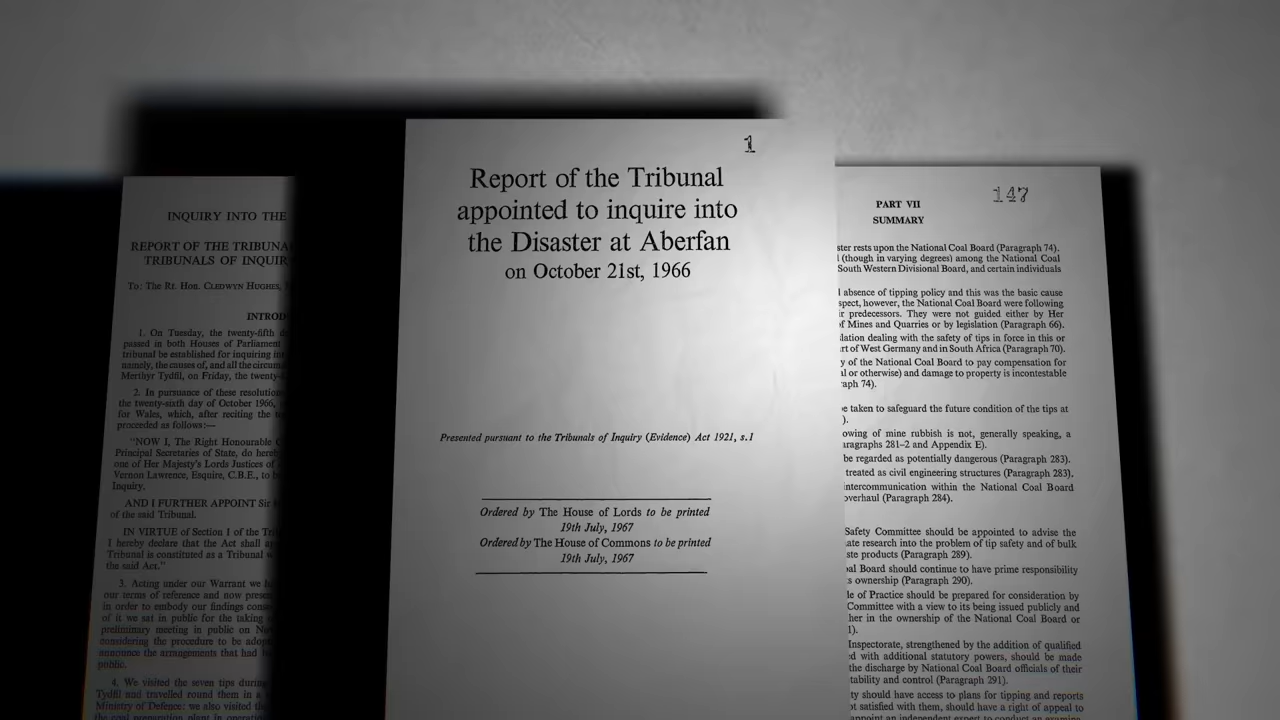 INQUIRY INTO THE
REPORT OF THE TRIBUNA
TRIBUNALS OF INQUIR
To: The Rt. Hon. CLEDWYN HUGHES,
INTROD
1. On Tuesday, the twenty-fifth
passed in both Houses of Parliament
tribunal be established for inquiring
namely, the causes of, and all the circum
Merthyr Tydfil, on Friday, the twenty-
2. In pursuance of these resolution
the twenty-sixth day of October 1966,
for Wales, which, after reciting the
proceeded as follows:—
"NOW I, The Right Honourable
Principal Secretaries of State, do hereb
one of Her Majesty's Lords Justices of
Vernon Lawrence, Esquire, C.B.E., to b
Inquiry.
AND I FURTHER APPOINT Sir
of the said Tribunal.
IN VIRTUE of Section 1 of the Tri
I hereby declare that the Act shall ap
Tribunal is constituted as a Tribunal
the said Act."
3. Acting under our Warrant we
our terms of reference and now prese
in order to embody our findings
of it we sat in public for the taking
preliminary meeting in public on
considering the procedure to be adop
announce the arrangements that had
public.
4. We visited the seven tips during
Tydfil and travelled round them in a
Ministry of Defence: we also visited
the coal preparation plant in
1
Report of the Tribunal
appointed to inquire into
the Disaster at Aberfan
on October 21st, 1966
Presented pursuant to the Tribunals of Inquiry (Evidence) Act 1921, s.1
Ordered by The House of Lords to be printed
19th July, 1967
Ordered by The House of Commons to be printed
19th July, 1967
147
PART VII
SUMMARY
ster rests upon the National Coal Board (Paragraph 74).
(though in varying degrees) among the National Coal
South Western Divisional Board, and certain individuals
absence of tipping policy and this was the basic cause
spect, however, the National Coal Board were following
ir predecessors. They were not guided either by Her
of Mines and Quarries or by legislation (Paragraph 66).
lation dealing with the safety of tips in force in this or
rt of West Germany and in South Africa (Paragraph 70).
y of the National Coal Board to pay compensation for
al or otherwise) and damage to property is incontestable
raph 74).
e taken to safeguard the future condition of the tips at
).
owing of mine rubbish is not, generally speaking, a
aragraphs 281-2 and Appendix E).
be regarded as potentially dangerous (Paragraph 283).
treated as civil engineering structures (Paragraph 283).
intercommunication within the National Coal Board
overhaul (Paragraph 284).
Safety Committee should be appointed to advise the
ate research into the problem of tip safety and of bulk
ste products (Paragraph 289).
al Board should continue to have prime responsibility
s ownership (Paragraph 290).
le of Practice should be prepared for consideration by
Committee with a view to its being issued publicly and
her in the ownership of the National Coal Board or
1).
Inspectorate, strengthened by the addition of qualified
ed with additional statutory powers, should be made
the discharge by National Coal Board officials of their
tability and control (Paragraph 291).
ty should have access to plans for tipping and reports
ot satisfied with them, should have a right of appeal to
appoint an independent expert to conduct an